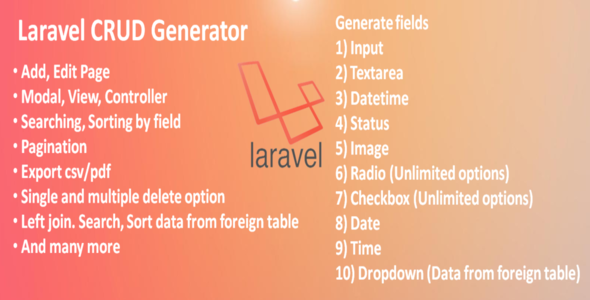 Laravel CRUD Generator
• Add, Edit Page
• Modal, View, Controller
• Searching, Sorting by field
• Pagination
• Export csv/pdf
• Single and multiple delete option
• Left join. Search, Sort data from foreign table
• And many more
laravel
Generate fields
1) Input
2) Textarea
3) Datetime
4) Status
5) Image
6) Radio (Unlimited options)
7) Checkbox (Unlimited options)
8) Date
9) Time
10) Dropdown (Data from foreign table)